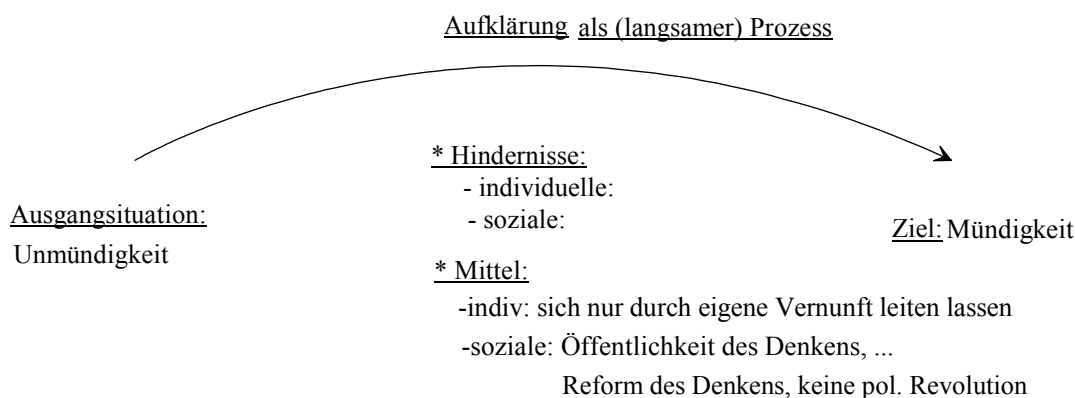 Aufklärung als (langsamer) Prozess
* Hindernisse:
- individuelle:
- soziale:
Ausgangsituation:
Unmündigkeit
Ziel: Mündigkeit
* Mittel:
-indiv: sich nur durch eigene Vernunft leiten lassen
-soziale: Öffentlichkeit des Denkens, ...
Reform des Denkens, keine pol. Revolution